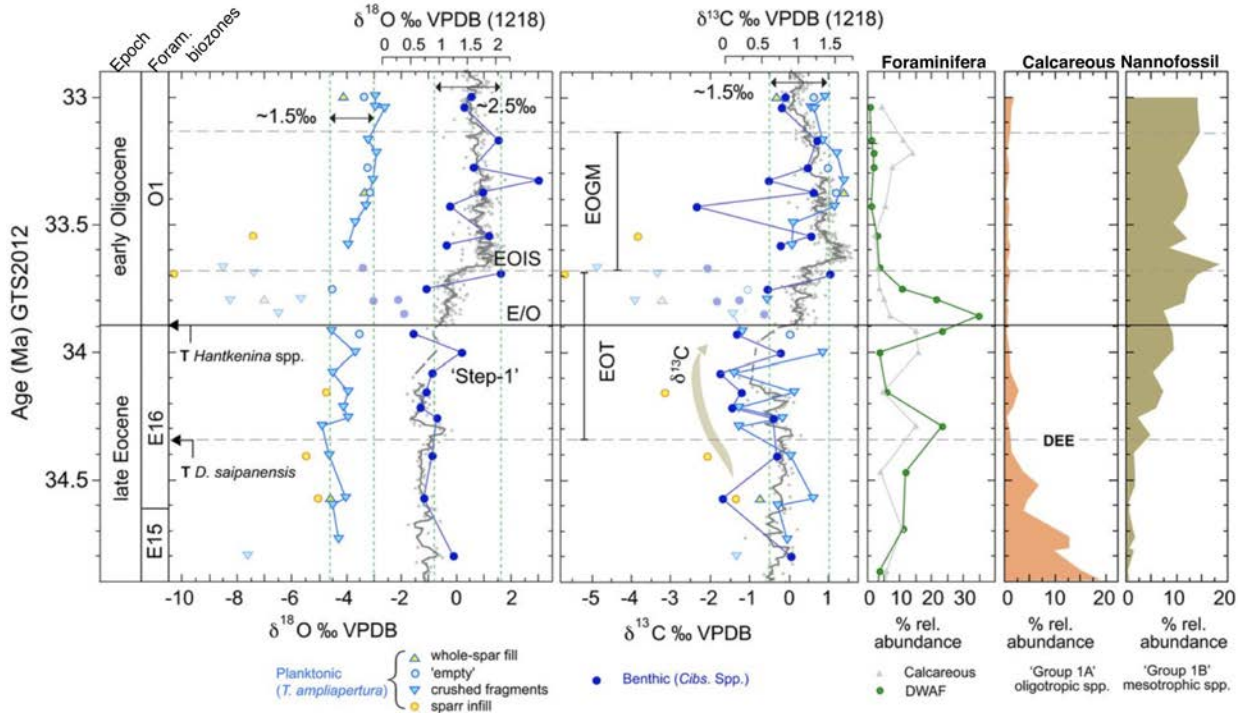 δ18O ‰ VPDB (1218)
0 0.5 1 1.5 2
δ13C ‰ VPDB (1218)
0 0.5 1 1.5
Epoch
Foram.
biozones
Foraminifera
Calcareous Nannofossil
33
33.5
34
34.5
Age (Ma) GTS2012
early Oligocene
late Eocene
O1
E16
E15
~1.5‰
~2.5‰
EOIS
E/O
'Step-1'
T Hantkenina spp.
T D. saipanensis
~1.5‰
EOGM
EOT
δ13C
DEE
-10 -8 -6 -4 -2 0 2
δ18O ‰ VPDB
-5 -4 -3 -2 -1 0 1
δ13C ‰ VPDB
0 10 20 30
% rel.
abundance
0 10 20
% rel.
abundance
0 5 10 15 20
% rel.
abundance
Planktonic
(T. ampliapertura)
whole-spar fill
'empty'
crushed fragments
sparr infill
Benthic (Cibs. Spp.)
Calcareous
DWAF
'Group 1A'
oligotropic spp.
'Group 1B'
mesotrophic spp.